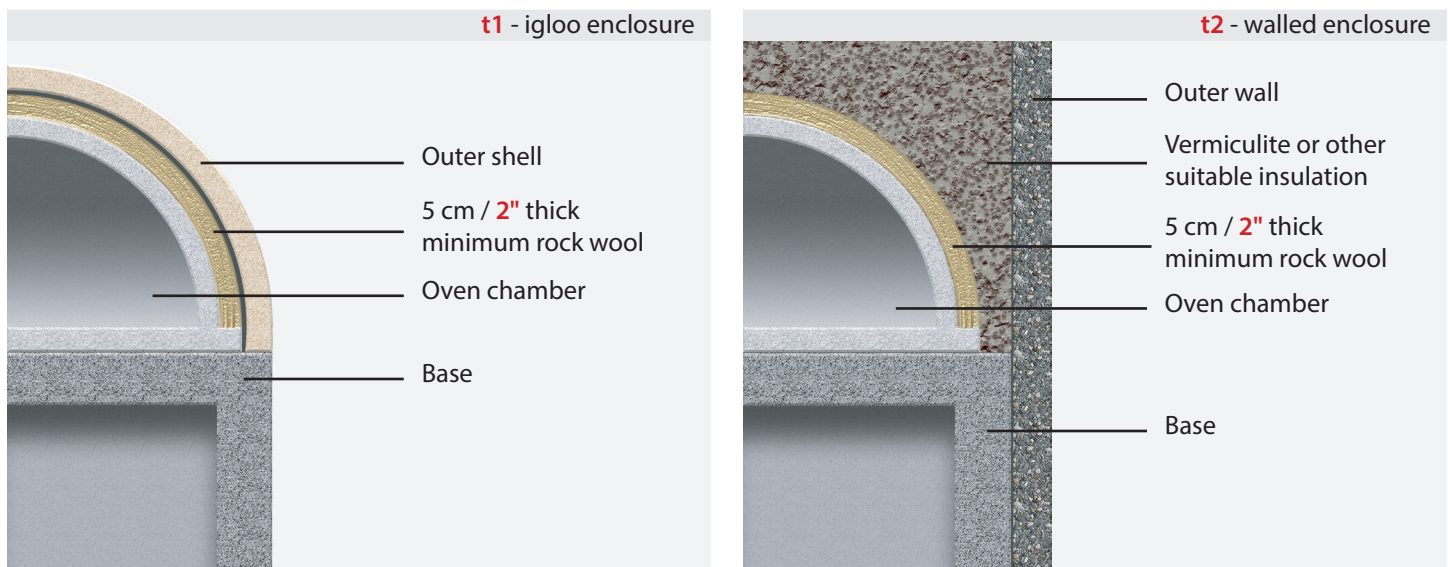 t1 - igloo enclosure
Outer shell
5 cm / 2" thick
minimum rock wool
Oven chamber
Base
t2 - walled enclosure
Outer wall
Vermiculite or other
suitable insulation
5 cm / 2" thick
minimum rock wool
Oven chamber
Base